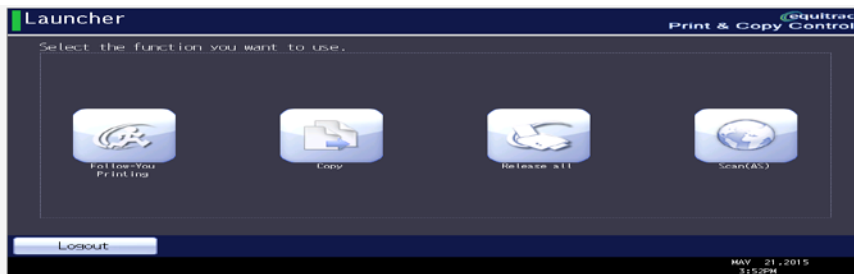 Launcher
equitrac
Print & Copy Control
Select the function you want to use.
Follow-You
Printing
Copy
Release all
Scan(AS)
Logout
MAY 21,2015
3:52PM